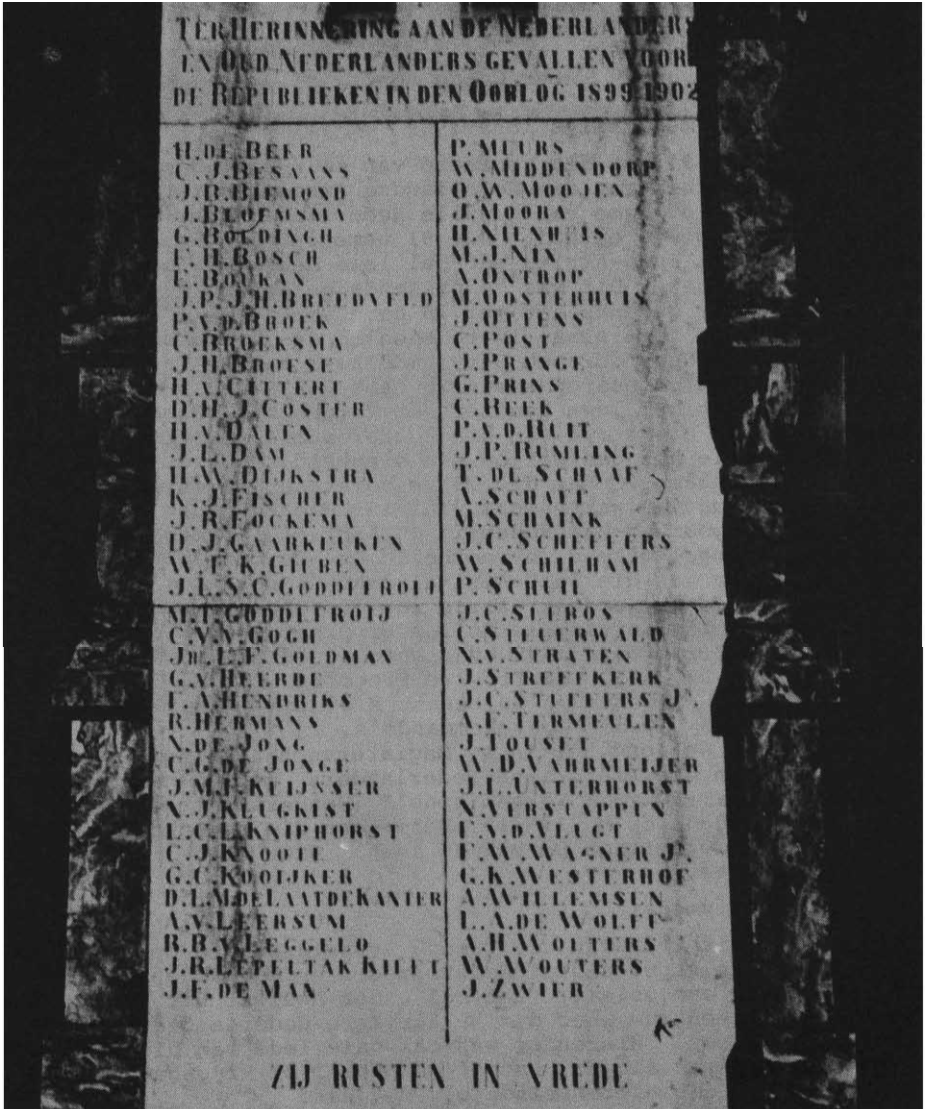 TER HERINNERING AAN DE NEDERLANDERS
EN OUD NEDERLANDERS GEVALLEN VOOR
DE REPUBLIEKEN IN DEN OORLOG 1899-1902
H. DE BEER
C. J. BESAANS
J. B. BIEMOND
J. BLOEMSMA
G. BOLDINGH
F. H. BOSCH
E. BOUKAN
J. P. J. H. BREEDVELD
P. V. D. BROEK
C. BROEKSMA
J. H. BROESE
H. V. CITTERT
D. H. J. COSTER
H. V. DALEN
J. L. DAM
H. W. DIJKSTRA
K. J. FISCHER
J. R. FOCKEMA
D. J. GAARKEUKEN
W. F. K. GIUBEN
J. L. S. C. GODDEFROIJ
M. T. GODDEFROIJ
C. V. V. GOGH
JHR. L. F. GOLDMAN
G. V. HEERDE
F. A. HENDRIKS
R. HERMANS
N. DE JONG
C. G. DE JONGE
J. M. F. KEIJSSER
N. J. KLUGKIST
L. C. L. KNIPHORST
C. J. KNOOTE
G. C. KOOIJKER
D. L. M. DE LAAT DE KANTER
A. V. LEERSUM
R. B. V. LEGGELO
J. R. LEPELTAK KIEFT
J. F. DE MAN
P. MEURS
W. MIDDENDORP
O. W. MOOJEN
J. MOORA
H. NIENHUIS
M. J. NIX
A. ONTROP
M. OOSTERHUIS
J. OTTENS
C. POST
J. PRANGE
G. PRINS
C. REEK
P. V. D. RUIT
J. P. RUMLING
T. DE SCHAAF
A. SCHAFF
M. SCHAINK
J. C. SCHEFFERS
W. SCHILHAM
P. SCHUIL
J. C. SEEBOS
C. STEUERWALD
N. V. STRATEN
J. STREEFKERK
J. C. STUFFERS JR.
A. F. TERMEULEN
J. TOUSET
W. D. VAHRMEIJER
J. L. UNTERHORST
N. VERSTAPPEN
F. V. D. VLUGT
F. W. WAGNER JR.
G. K. WESTERHOF
A. WILLEMSEN
L. A. DE WOLFF
A. H. WOLTERS
W. WOUTERS
J. ZWIER
ZIJ RUSTEN IN VREDE